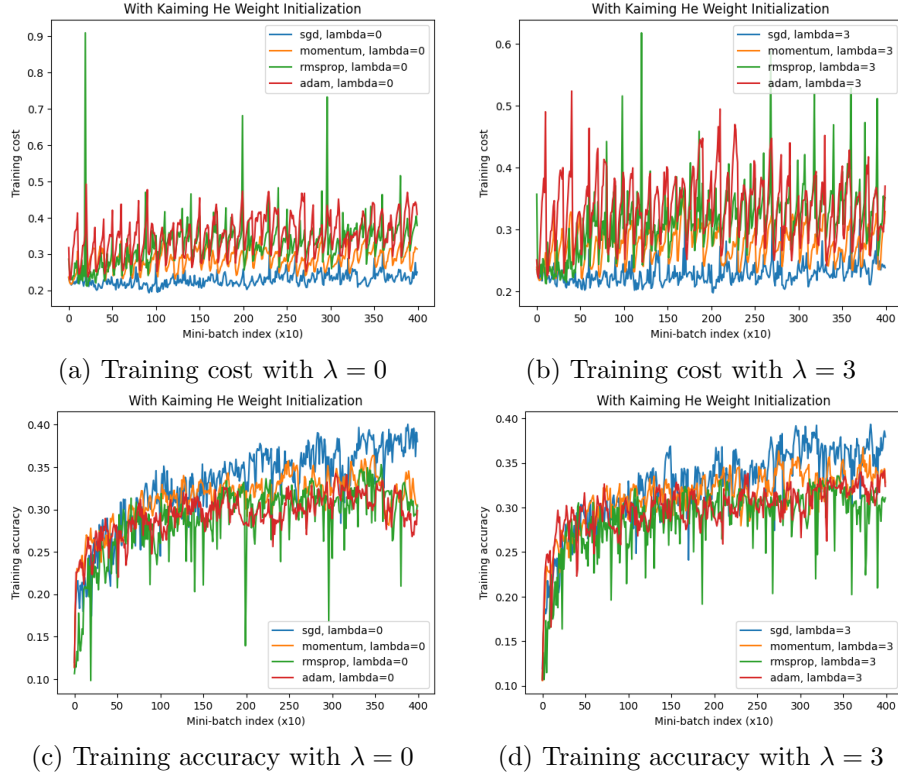 With Kaiming He Weight Initialization
sgd, lambda=0
momentum, lambda=0
rmsprop, lambda=0
adam, lambda=0
Training cost
0.9
0.8
0.7
0.6
0.5
0.4
0.3
0.2
0 50 100 150 200 250 300 350 400
Mini-batch index (x10)
(a) Training cost with λ = 0
With Kaiming He Weight Initialization
sgd, lambda=3
momentum, lambda=3
rmsprop, lambda=3
adam, lambda=3
Training cost
0.6
0.5
0.4
0.3
0.2
0 50 100 150 200 250 300 350 400
Mini-batch index (x10)
(b) Training cost with λ = 3
With Kaiming He Weight Initialization
Training accuracy
0.40
0.35
0.30
0.25
0.20
0.15
0.10
sgd, lambda=0
momentum, lambda=0
rmsprop, lambda=0
adam, lambda=0
0 50 100 150 200 250 300 350 400
Mini-batch index (x10)
(c) Training accuracy with λ = 0
With Kaiming He Weight Initialization
Training accuracy
0.40
0.35
0.30
0.25
0.20
0.15
0.10
sgd, lambda=3
momentum, lambda=3
rmsprop, lambda=3
adam, lambda=3
0 50 100 150 200 250 300 350 400
Mini-batch index (x10)
(d) Training accuracy with λ = 3